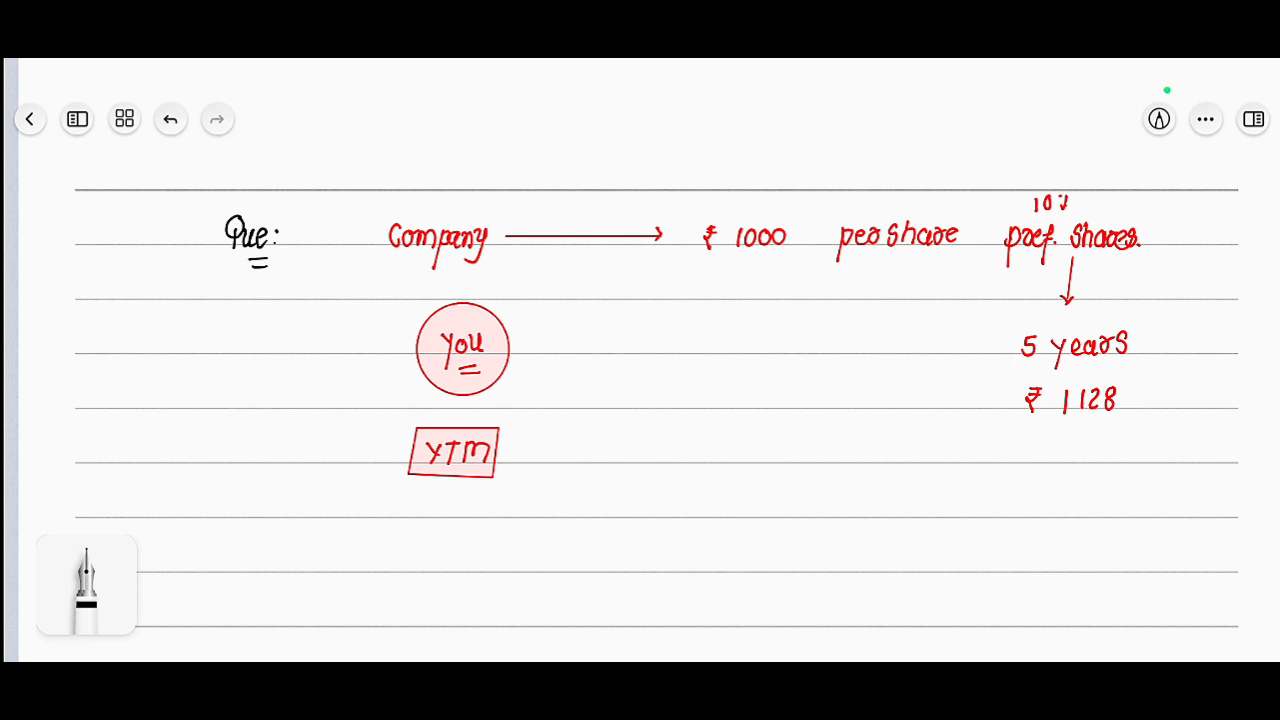 10%
Que: Company → ₹ 1000 per share pref. shares.
You
5 years
₹ 1128
YTM